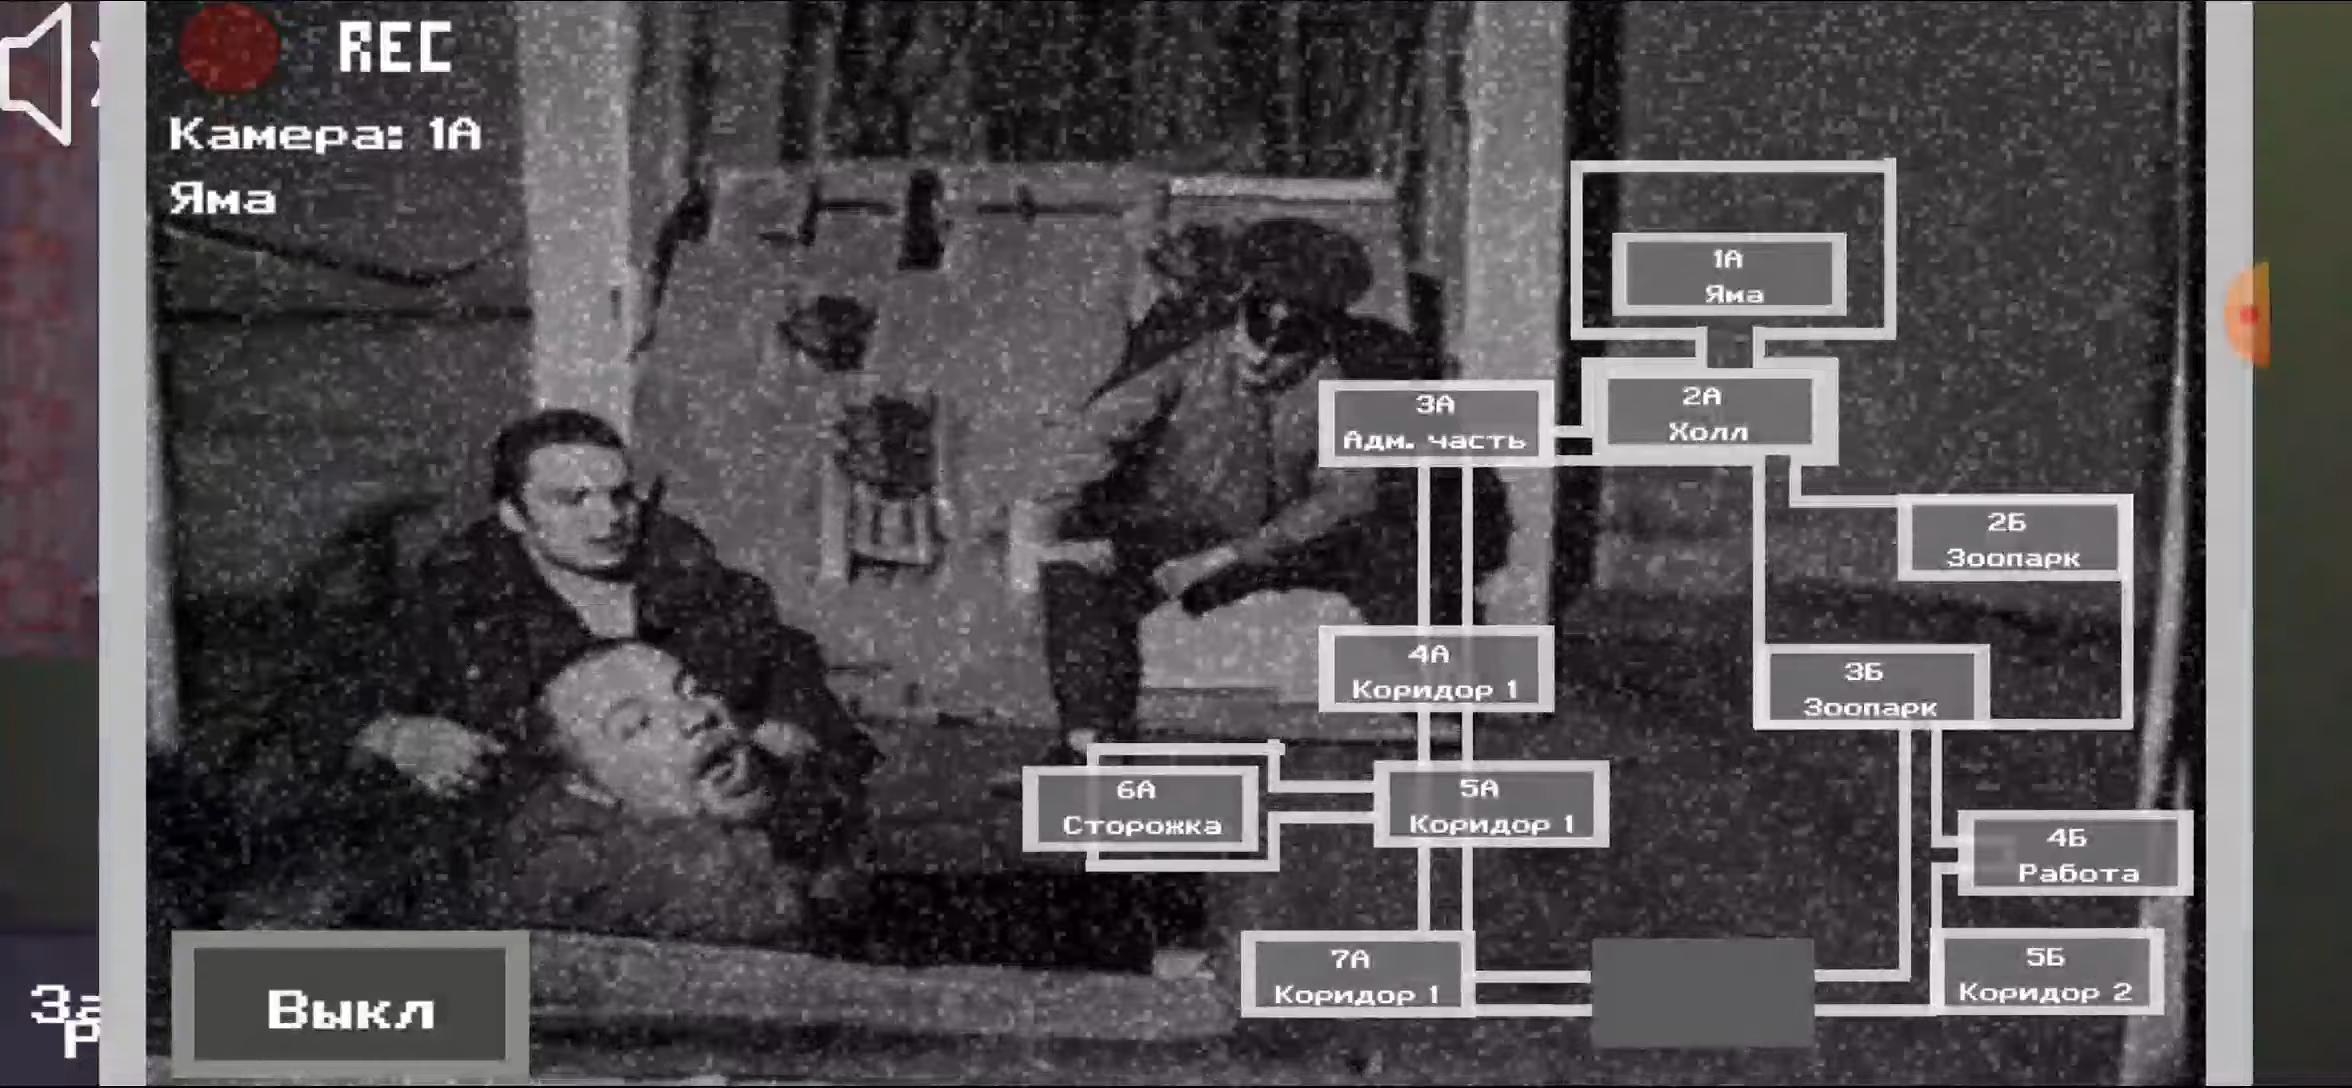 REC
Камера: 1А
Яма
1А
Яма
2А
Холл
3А
Адм. часть
2Б
Зоопарк
4А
Коридор 1
3Б
Зоопарк
6А
Сторожка
5А
Коридор 1
4Б
Работа
7А
Коридор 1
5Б
Коридор 2
Выкл